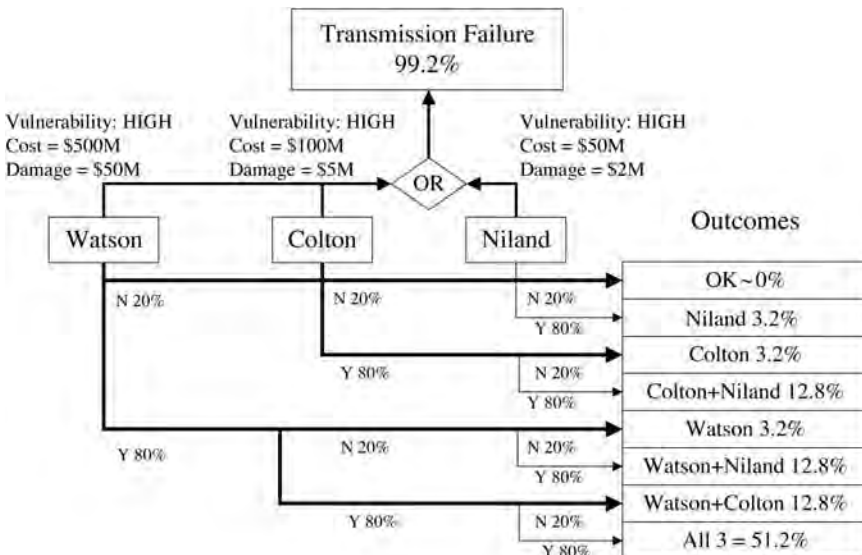 Transmission Failure
99.2%
Vulnerability: HIGH
Cost = $500M
Damage = $50M
Vulnerability: HIGH
Cost = $100M
Damage = $5M
Vulnerability: HIGH
Cost = $50M
Damage = $2M
OR
Watson
Colton
Niland
Outcomes
N 20%
N 20%
N 20%
OK ~0%
Y 80%
Niland 3.2%
Y 80%
N 20%
Colton 3.2%
Y 80%
Colton+Niland 12.8%
Y 80%
N 20%
N 20%
Watson 3.2%
Y 80%
Watson+Niland 12.8%
Y 80%
N 20%
Watson+Colton 12.8%
Y 80%
All 3 = 51.2%